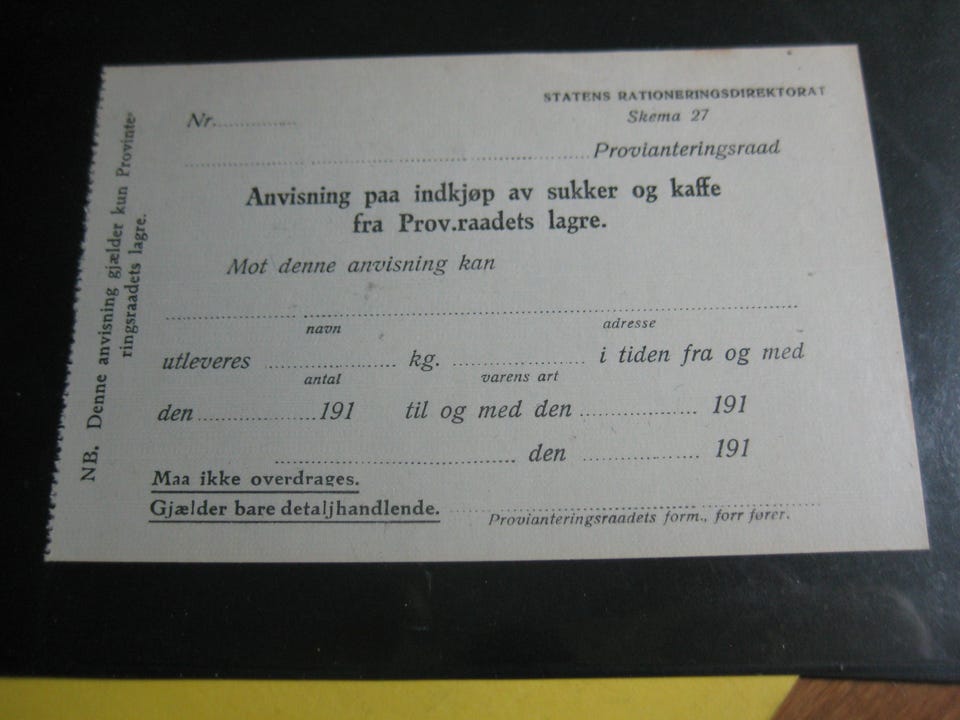 STATENS RATIONERINGSDIREKTORAT
Nr............... Skema 27
Provianteringsraad
Anvisning paa indkjøp av sukker og kaffe
fra Prov.raadets lagre.
Mot denne anvisning kan
navn adresse
utleveres .................. kg. .................. i tiden fra og med
antal varens art
den ................ 191 til og med den ................ 191
.................................. den ................ 191
Maa ikke overdrages.
Gjælder bare detaljhandlende.
Provianteringsraadets form., forr fører.
NB. Denne anvisning gjælder kun Provinte-
ringsraadets lagre.